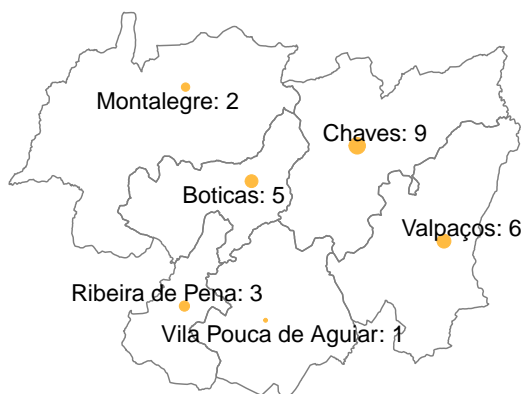 Montalegre: 2
Chaves: 9
Boticas: 5
Valpaços: 6
Ribeira de Pena: 3
Vila Pouca de Aguiar: 1